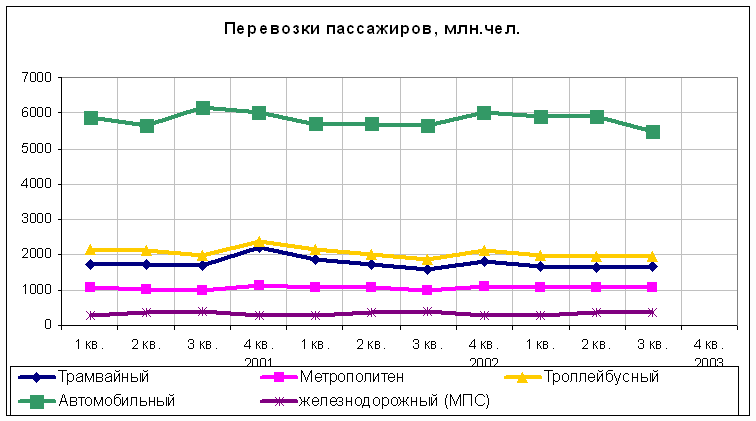 Перевозки пассажиров, млн.чел.
7000
6000
5000
4000
3000
2000
1000
0
1 кв. 2 кв. 3 кв. 4 кв. 1 кв. 2 кв. 3 кв. 4 кв. 1 кв. 2 кв. 3 кв. 4 кв.
2001 2002 2003
Трамвайный Метрополитен Троллейбусный
Автомобильный железнодорожный (МПС)